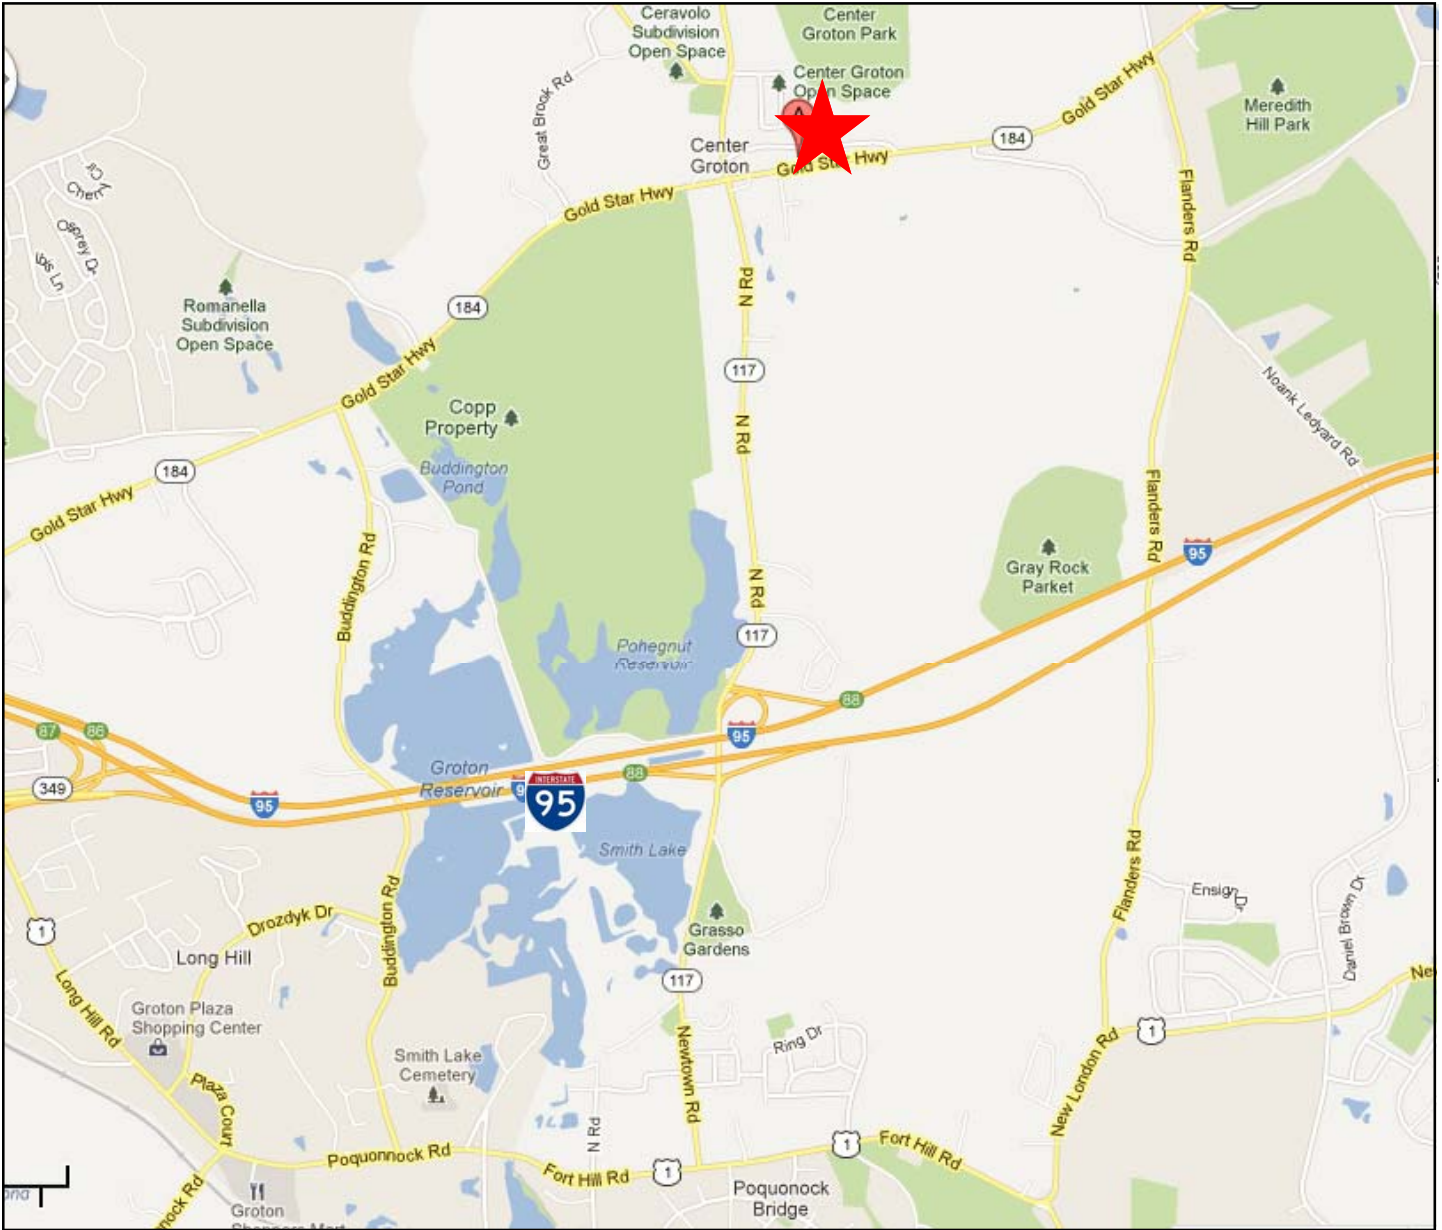 Ceravolo
Subdivision
Open Space
Center
Groton Park
Center Groton
Open Space
A
Gold Star Hwy
Meredith
Hill Park
Great Brook Rd
Center
Groton
184
Gold Star Hwy
Gold Star Hwy
Flanders Rd
Cherry Cir
Osprey Dr
Ibis Ln
Romanella
Subdivision
Open Space
184
N Rd
Gold Star Hwy
117
Noank Ledyard Rd
Copp
Property
N Rd
184
Buddington
Pond
Gold Star Hwy
Flanders Rd
95
Buddington Rd
Gray Rock
Parket
N Rd
117
Pohegnut
Reservoir
88
87
86
95
Groton
Reservoir
88
349
95
9
INTERSTATE
95
Smith Lake
Flanders Rd
Ensign Dr
Daniel Brown Dr
Buddington Rd
Drozdyk Dr
1
Grasso
Gardens
Long Hill
117
Ne
Long Hill Rd
Groton Plaza
Shopping Center
Ring Dr
1
New London Rd
Smith Lake
Cemetery
Newtown Rd
Plaza Court
N Rd
Poquonnock Rd
1
Fort Hill Rd
Fort Hill Rd
1
Poquonock
Bridge
nock Rd
Groton
Shoppers Mart